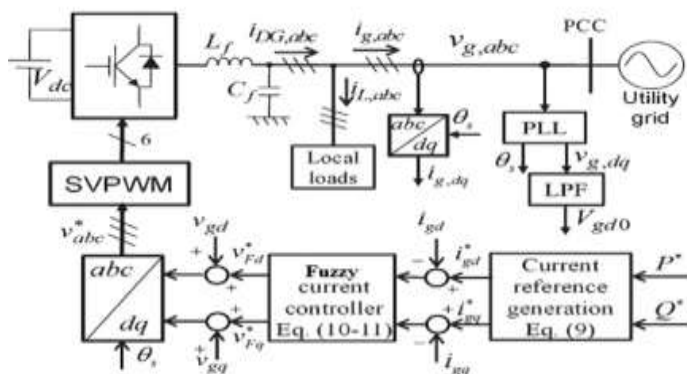 V_dc
L_f
C_f
i_DG,abc
i_g,abc
i_L,abc
v_g,abc
PCC
Utility
grid
abc
dq
θ_s
i_g,dq
Local
loads
PLL
θ_s
v_g,dq
LPF
V_gd0
6
SVPWM
v*_abc
abc
dq
θ_s
v_gd
+
+
v*_Fd
+
v*_Fq
+
v_gq
Fuzzy
current
controller
Eq. (10-11)
i_gd
−
+
i*_gd
+
i*_gq
−
i_gq
Current
reference
generation
Eq. (9)
P*
Q*